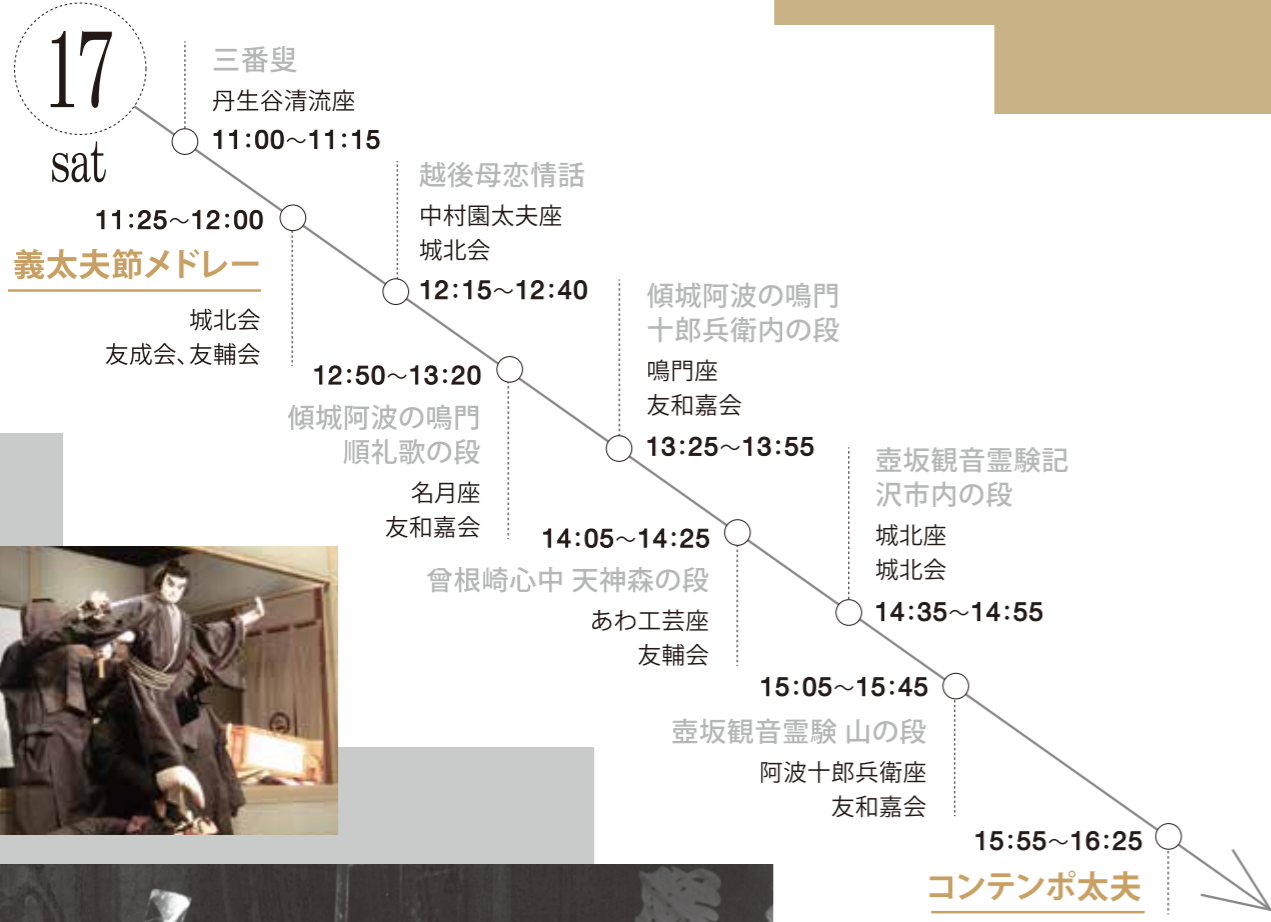 17
sat
三番叟
丹生谷清流座
11:00〜11:15
11:25〜12:00
義太夫節メドレー
城北会
友成会、友輔会
越後母恋情話
中村園太夫座
城北会
12:15〜12:40
12:50〜13:20
傾城阿波の鳴門
順礼歌の段
名月座
友和嘉会
傾城阿波の鳴門
十郎兵衛内の段
鳴門座
友和嘉会
13:25〜13:55
14:05〜14:25
曾根崎心中 天神森の段
あわ工芸座
友輔会
壺坂観音霊験記
沢市内の段
城北座
城北会
14:35〜14:55
15:05〜15:45
壺坂観音霊験 山の段
阿波十郎兵衛座
友和嘉会
15:55〜16:25
コンテンポ太夫